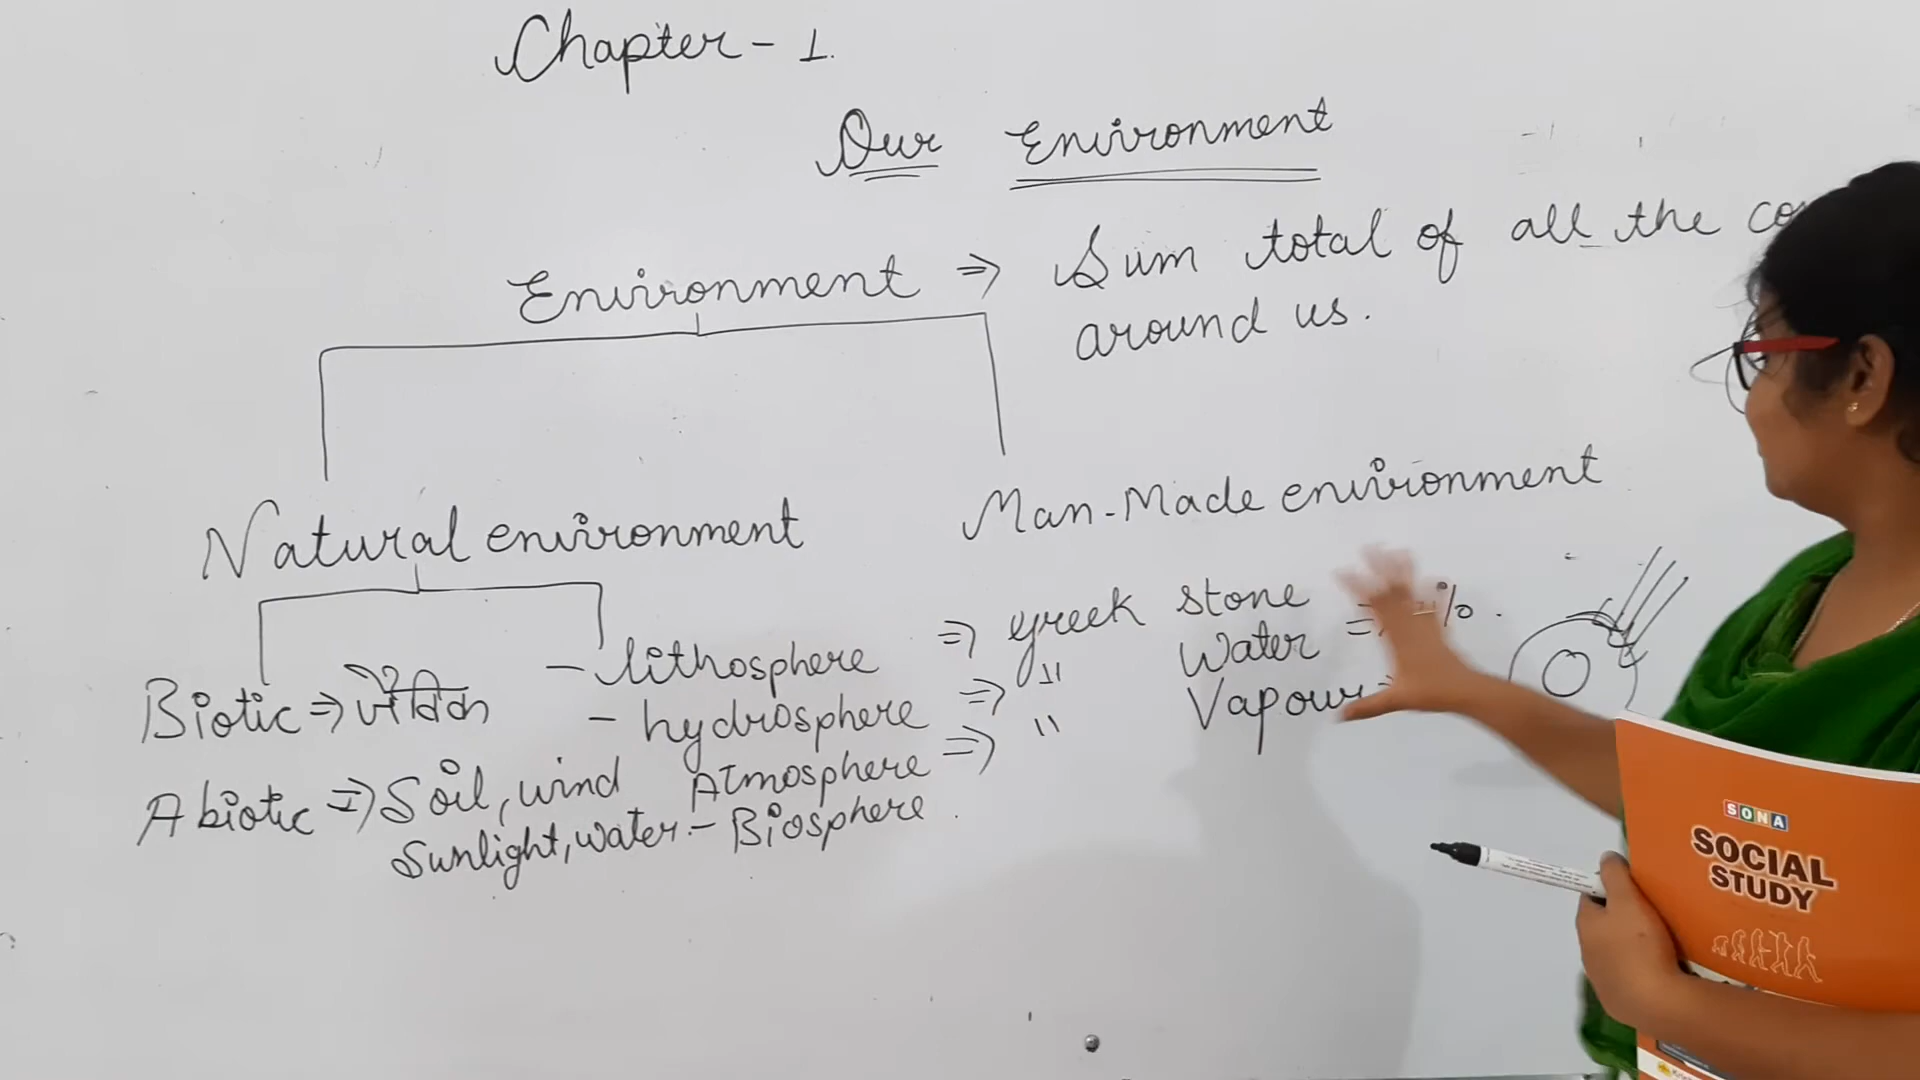 Chapter - 1.
Our Environment
Environment ⇒ Sum total of all the
around us.
Natural environment
Man-Made environment
Biotic ⇒
Abiotic ⇒ Soil, wind
Sunlight, water.
- lithosphere ⇒ greek stone
- hydrosphere ⇒ " Water ⇒
Atmosphere ⇒ " Vapour
- Biosphere.
SONA
SOCIAL
STUDY